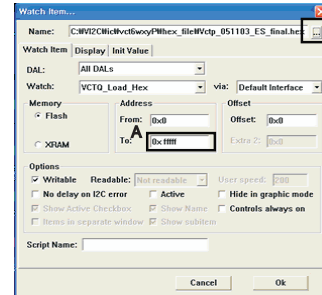 Watch Item...
Name: C:\VI2C\Nic\vct6wxyP\hex_file\Vctp_051103_ES_final.hex ...
Watch Item Display Init Value
DAL: All DALs
Watch: VCTQ_Load_Hex via: Default Interface
Memory Address Offset
Flash From: 0x0 Offset: 0x0
A
XRAM To: 0x fffff Extra 2: 0x0
Options
Writable Readable: Not readable User speed: 200
No delay on I2C error Active Hide in graphic mode
Show Active Checkbox Show Name Controls always on
Items in separate window Show subitem
Script Name:
Cancel Ok